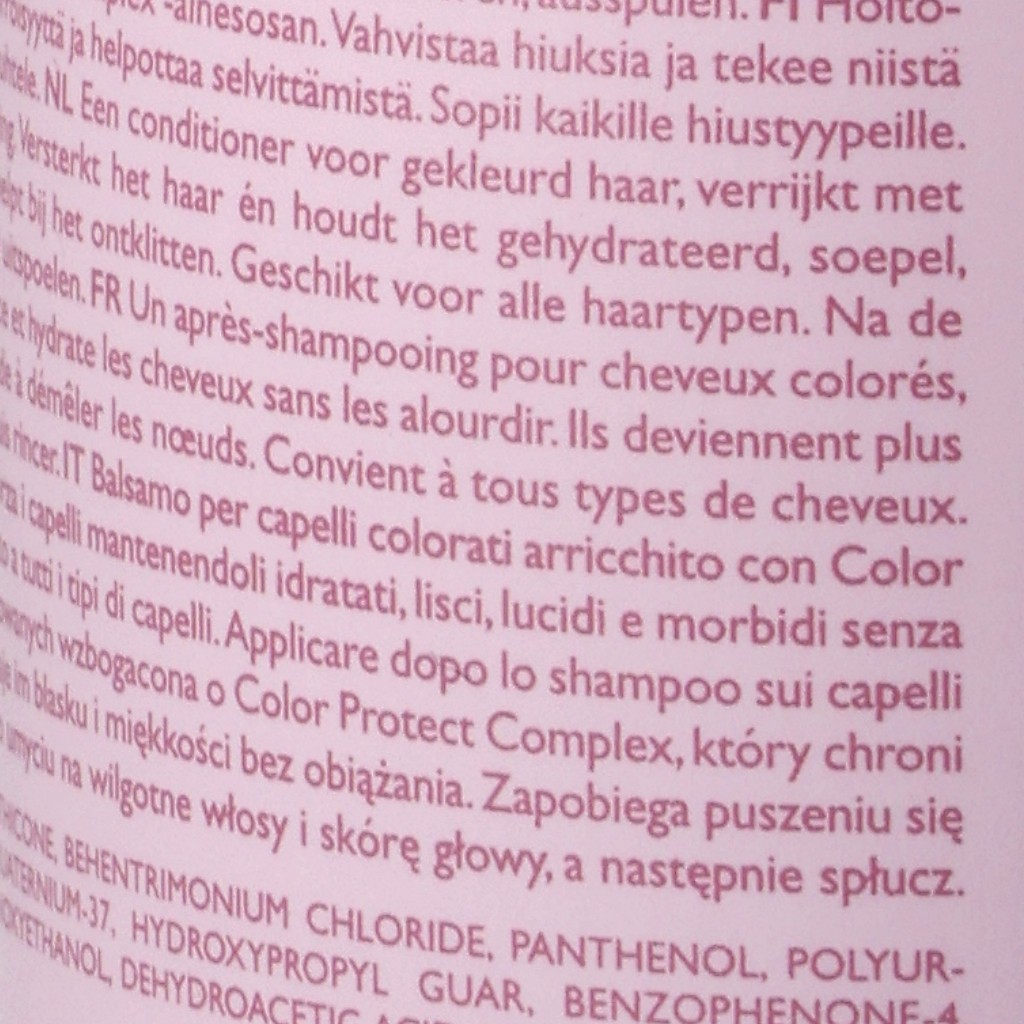 ausspülen. FI Hoito-
-ainesosan. Vahvistaa hiuksia ja tekee niistä
ja helpottaa selvittämistä. Sopii kaikille hiustyypeille.
NL Een conditioner voor gekleurd haar, verrijkt met
Versterkt het haar én houdt het gehydrateerd, soepel,
bij het ontklitten. Geschikt voor alle haartypen. Na de
uitspoelen. FR Un après-shampooing pour cheveux colorés,
et hydrate les cheveux sans les alourdir. Ils deviennent plus
à démêler les nœuds. Convient à tous types de cheveux.
rincer. IT Balsamo per capelli colorati arricchito con Color
i capelli mantenendoli idratati, lisci, lucidi e morbidi senza
a tutti i tipi di capelli. Applicare dopo lo shampoo sui capelli
wzbogacona o Color Protect Complex, który chroni
im blasku i miękkości bez obiążania. Zapobiega puszeniu się
umyciu na wilgotne włosy i skórę głowy, a następnie spłucz.
BEHENTRIMONIUM CHLORIDE, PANTHENOL, POLYUR-
HYDROXYPROPYL GUAR, BENZOPHENONE-4
DEHYDROACETIC